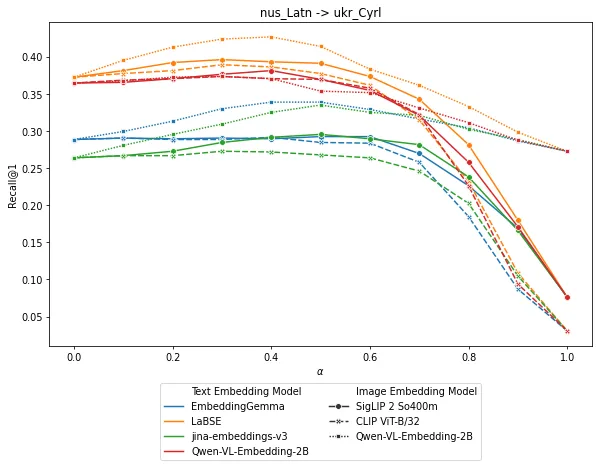 nus_Latn -> ukr_Cyrl
Recall@1
0.40
0.35
0.30
0.25
0.20
0.15
0.10
0.05
0.0 0.2 0.4 0.6 0.8 1.0
α
Text Embedding Model Image Embedding Model
EmbeddingGemma SigLIP 2 So400m
LaBSE CLIP ViT-B/32
jina-embeddings-v3 Qwen-VL-Embedding-2B
Qwen-VL-Embedding-2B